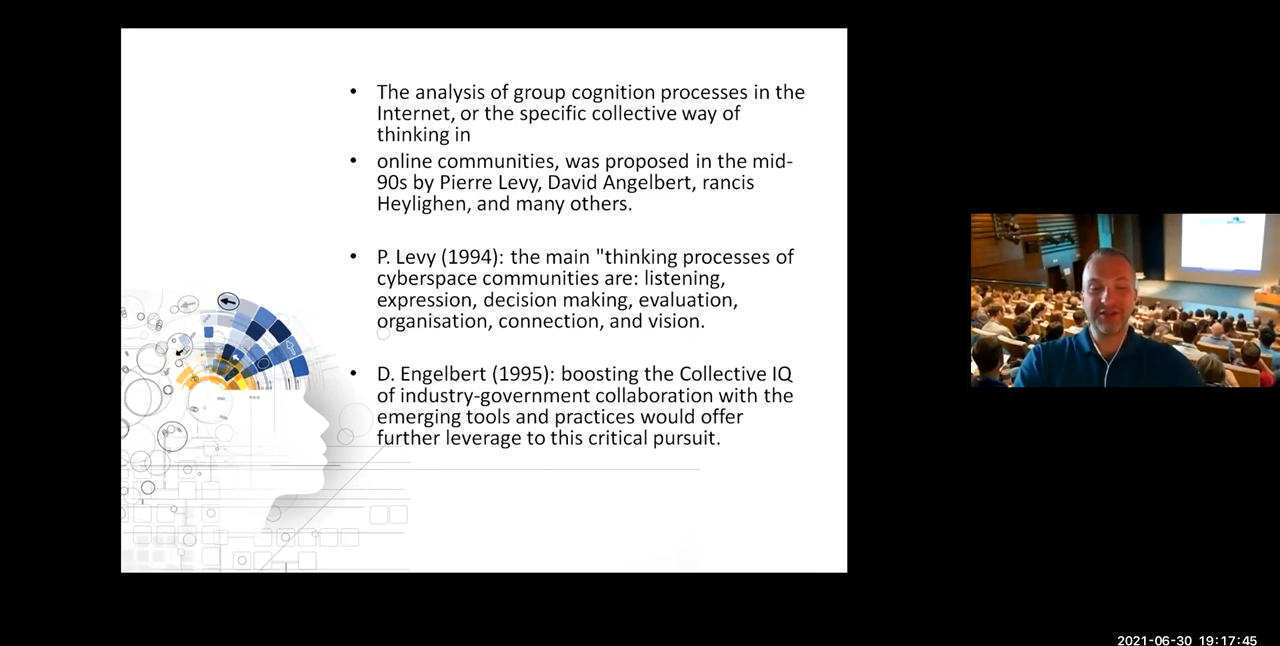 • The analysis of group cognition processes in the
Internet, or the specific collective way of
thinking in
• online communities, was proposed in the mid-
90s by Pierre Levy, David Angelbert, rancis
Heylighen, and many others.
• P. Levy (1994): the main "thinking processes of
cyberspace communities are: listening,
expression, decision making, evaluation,
organisation, connection, and vision.
• D. Engelbert (1995): boosting the Collective IQ
of industry-government collaboration with the
emerging tools and practices would offer
further leverage to this critical pursuit.
2021-06-30 19:17:45